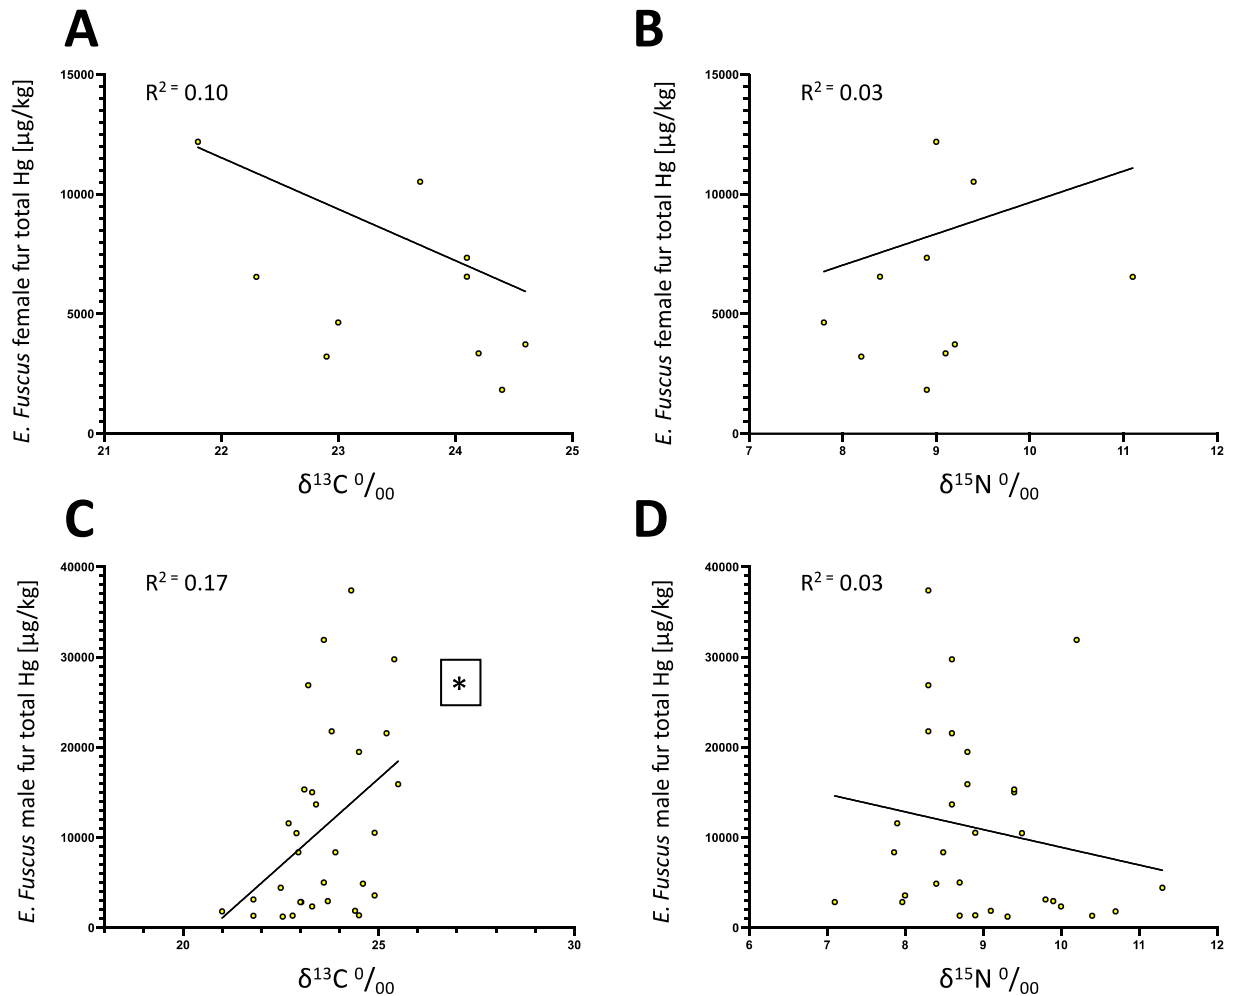 A
R² = 0.10
E. Fuscus female fur total Hg [µg/kg]
15000
10000
5000
0
21 22 23 24 25
δ¹³C ⁰/₀₀
B
R² = 0.03
E. Fuscus female fur total Hg [µg/kg]
15000
10000
5000
0
7 8 9 10 11 12
δ¹⁵N ⁰/₀₀
C
R² = 0.17
E. Fuscus male fur total Hg [µg/kg]
40000
30000
20000
10000
0
*
20 25 30
δ¹³C ⁰/₀₀
D
R² = 0.03
E. Fuscus male fur total Hg [µg/kg]
40000
30000
20000
10000
0
6 7 8 9 10 11 12
δ¹⁵N ⁰/₀₀